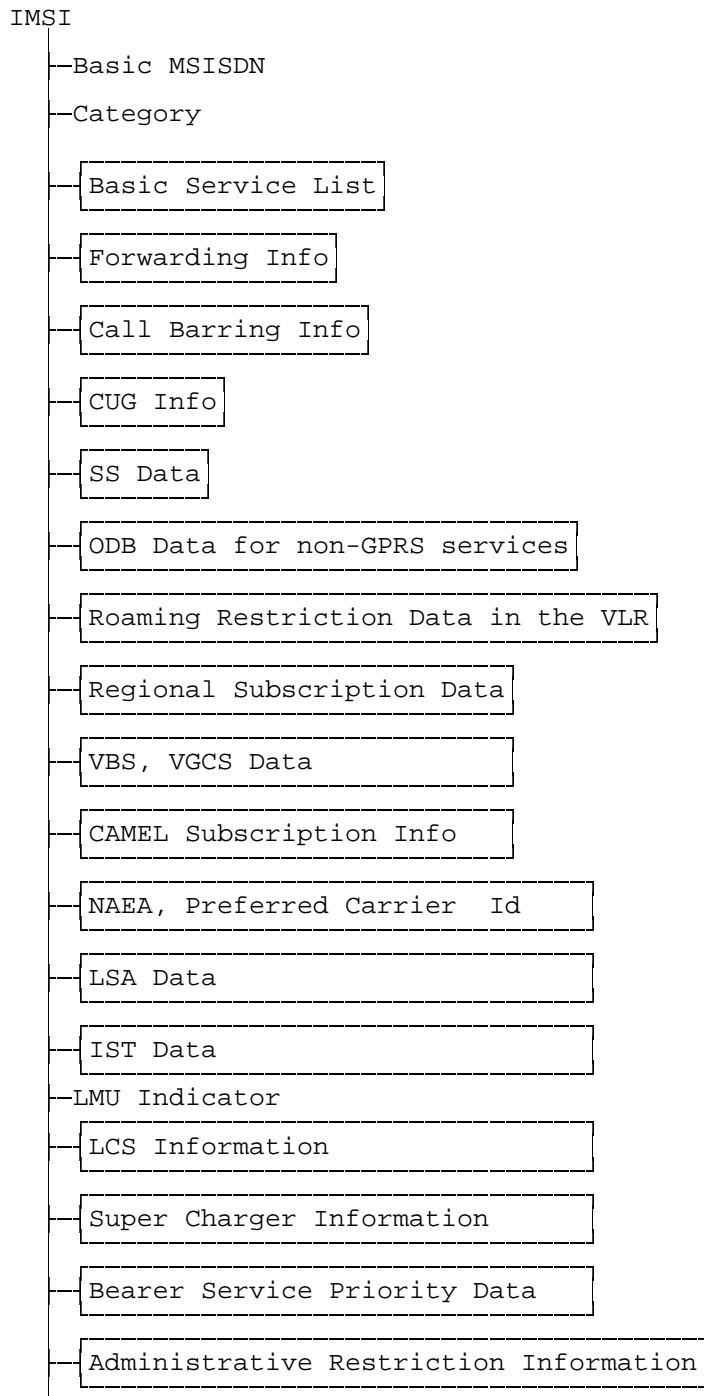 IMSI
Basic MSISDN
Category
Basic Service List
Forwarding Info
Call Barring Info
CUG Info
SS Data
ODB Data for non-GPRS services
Roaming Restriction Data in the VLR
Regional Subscription Data
VBS, VGCS Data
CAMEL Subscription Info
NAEA, Preferred Carrier  Id
LSA Data
IST Data
LMU Indicator
LCS Information
Super Charger Information
Bearer Service Priority Data
Administrative Restriction Information